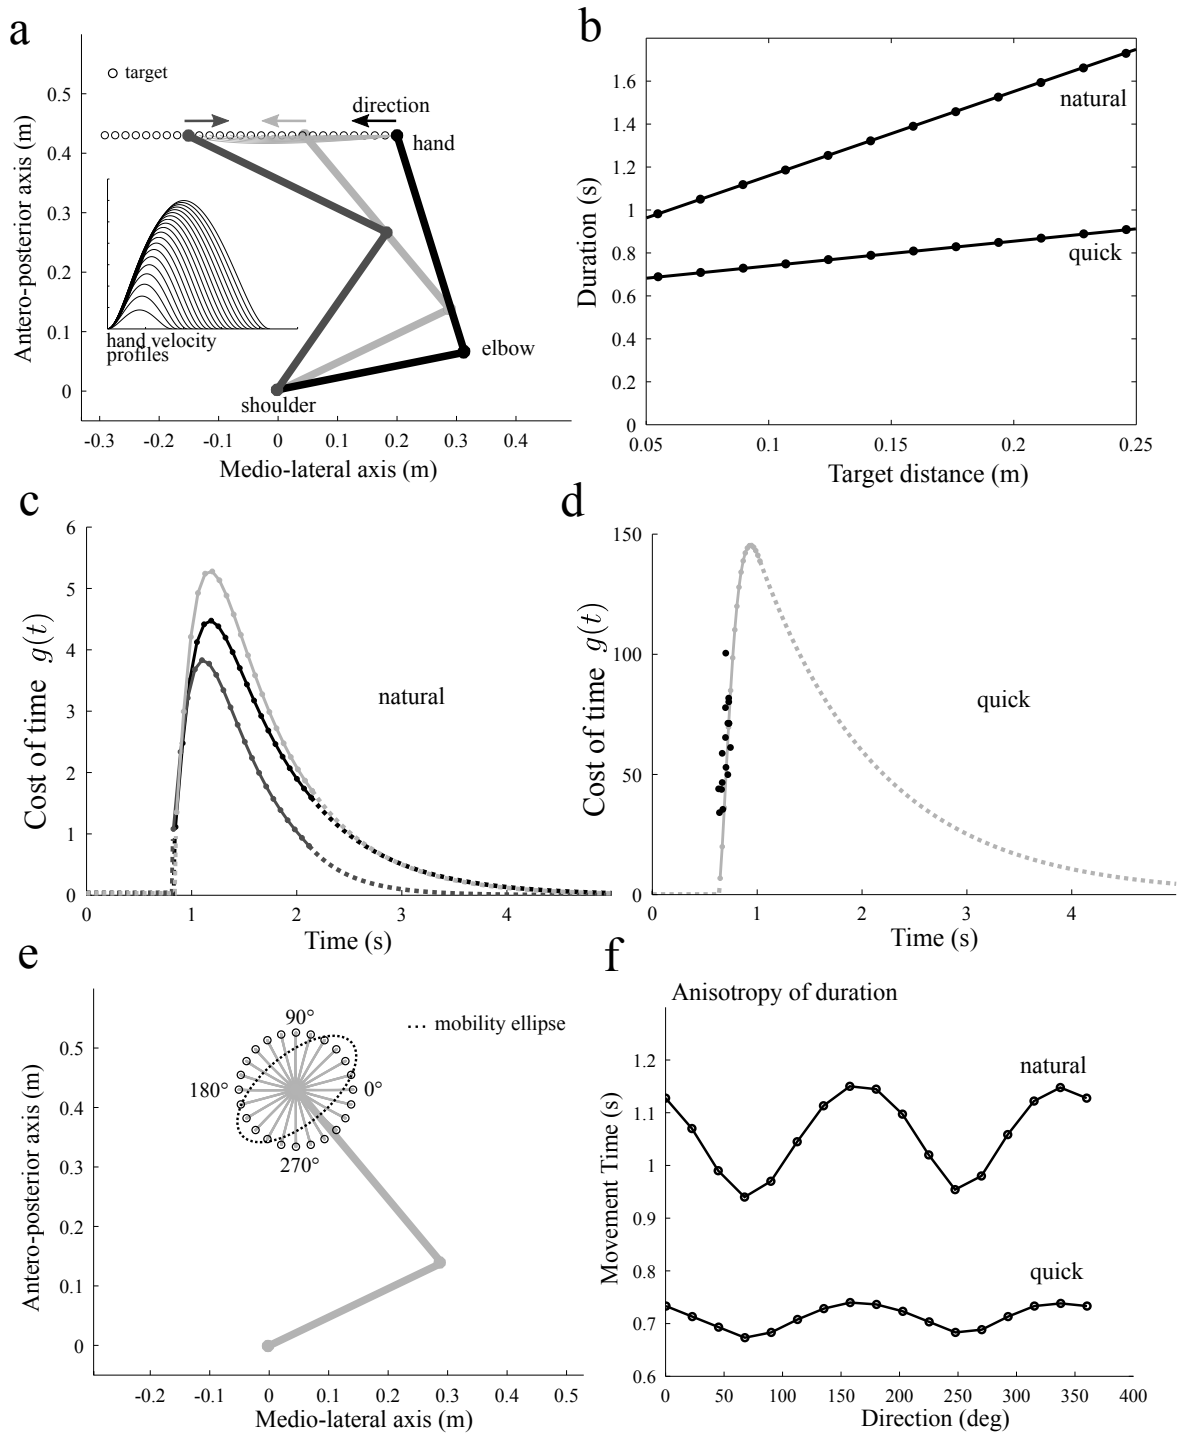 a
target
direction
hand
elbow
shoulder
hand velocity
profiles
0.5
0.4
0.3
0.2
0.1
0
-0.3
-0.2
-0.1
0
0.1
0.2
0.3
0.4
Antero-posterior axis (m)
Medio-lateral axis (m)
b
natural
quick
1.6
1.4
1.2
1
0.8
0.6
0.4
0.2
0
0.05
0.1
0.15
0.2
0.25
Duration (s)
Target distance (m)
c
natural
6
5
4
3
2
1
0
0
1
2
3
4
Cost of time g(t)
Time (s)
d
quick
150
100
50
0
0
1
2
3
4
Cost of time g(t)
Time (s)
e
90°
mobility ellipse
180°
0°
270°
0.5
0.4
0.3
0.2
0.1
0
-0.2
-0.1
0
0.1
0.2
0.3
0.4
0.5
Antero-posterior axis (m)
Medio-lateral axis (m)
f
Anisotropy of duration
natural
quick
1.2
1.1
1
0.9
0.8
0.7
0.6
0
50
100
150
200
250
300
350
400
Movement Time (s)
Direction (deg)